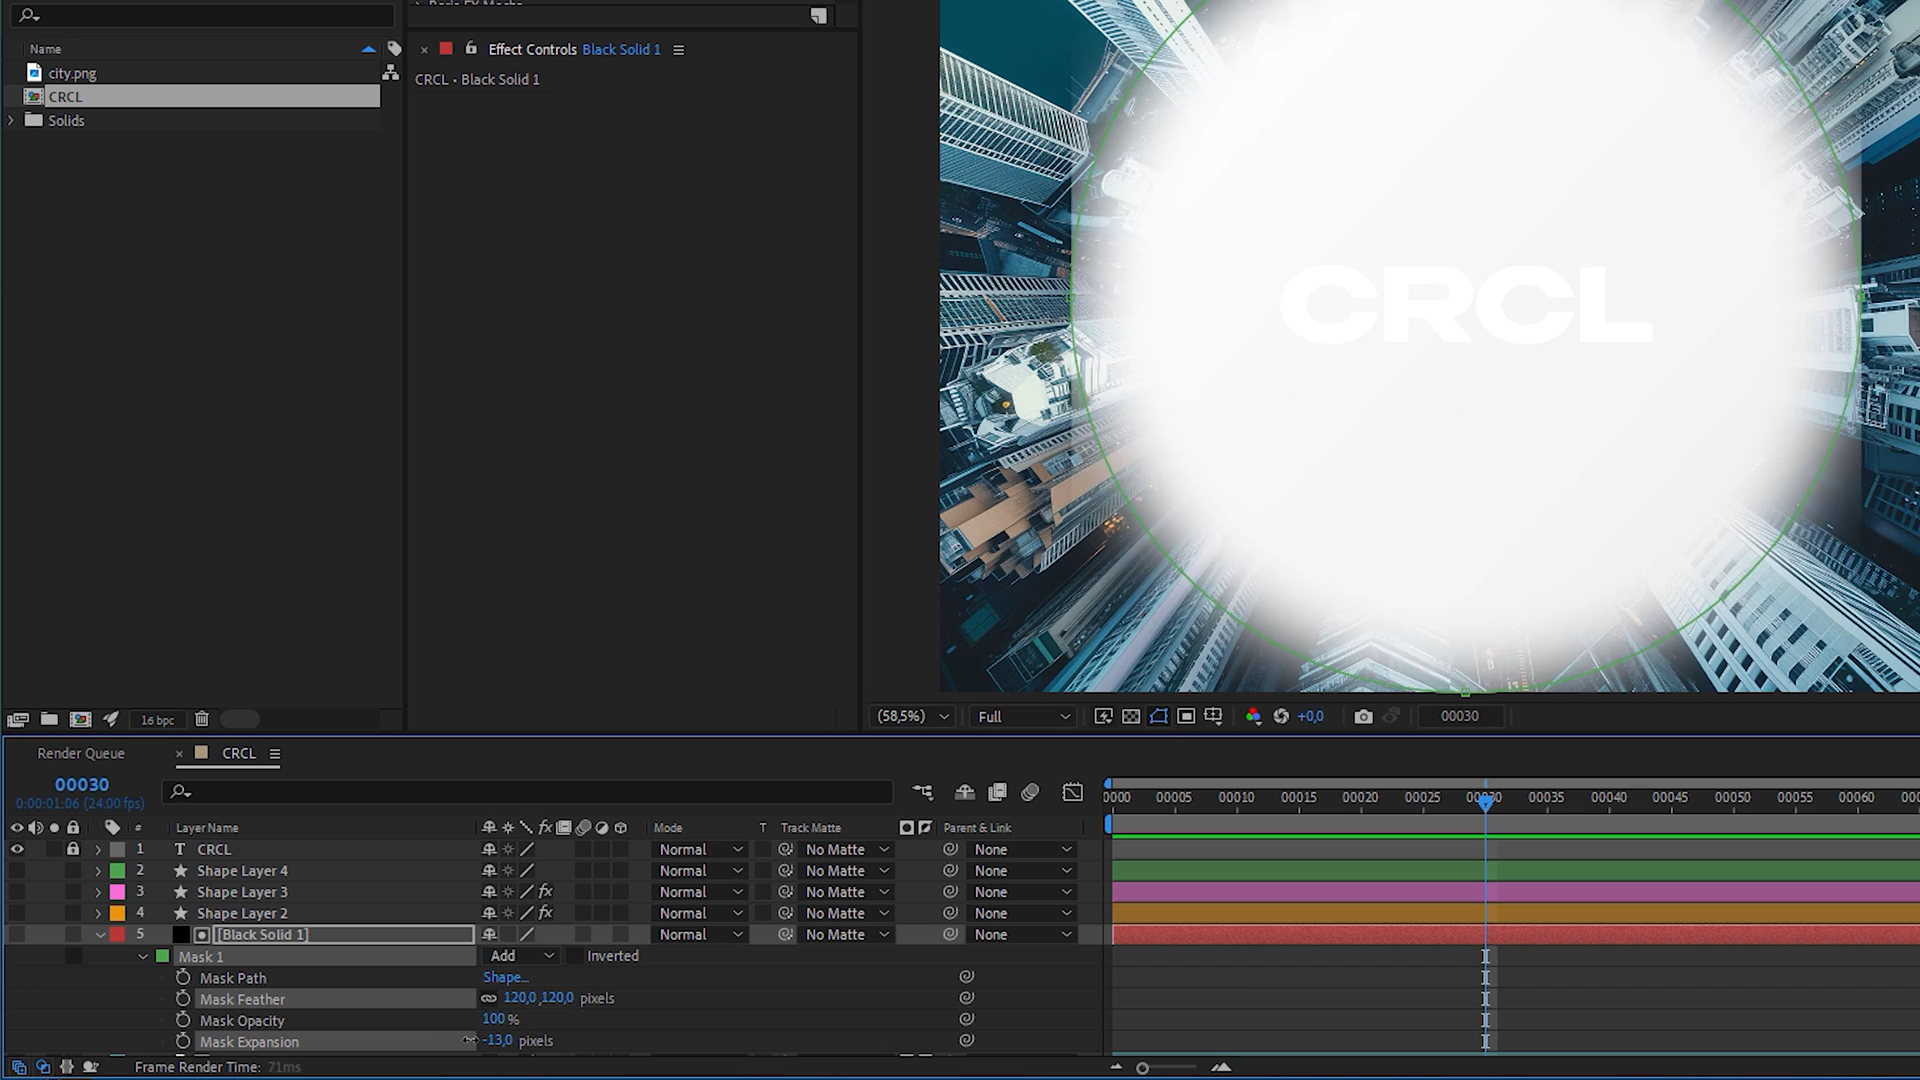 Name
city.png
CRCL
Solids
Effect Controls Black Solid 1
CRCL • Black Solid 1
CRCL
16 bpc
(58,5%)
Full
+0,0
00030
Render Queue
CRCL
00030
0:00:01:06 (24.00 fps)
0000 00005 00010 00015 00020 00025 00030 00035 00040 00045 00050 00055 00060
# Layer Name fx Mode T Track Matte Parent & Link
1 T CRCL Normal No Matte None
2 Shape Layer 4 Normal No Matte None
3 Shape Layer 3 fx Normal No Matte None
4 Shape Layer 2 fx Normal No Matte None
5 [Black Solid 1] Normal No Matte None
Mask 1 Add Inverted
Mask Path Shape...
Mask Feather 120,0,120,0 pixels
Mask Opacity 100 %
Mask Expansion -13,0 pixels
Frame Render Time: 71ms